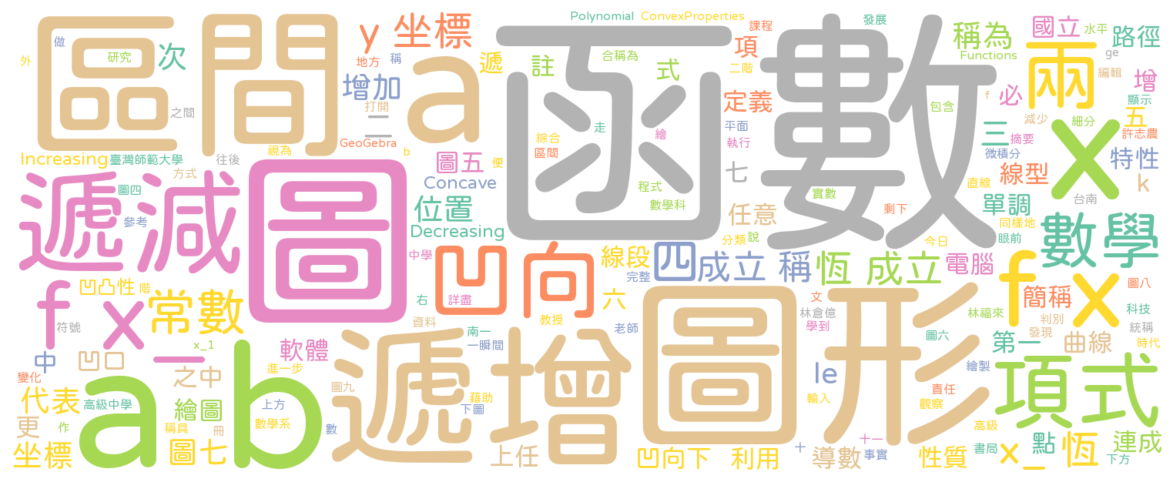 Polynomial ConvexProperties 課程 發展
區間 a 函數
外 做 研究 次 y 坐標 合稱為 項 稱為 國立 水平 路徑
地方 稱 遞 註 式 二階 Functions 兩 ge 編輯 增
增加 打開 定義 必 顯示
之間 二 包含 f 減少 五
GeoGebra 綜合 走 繪 平面 執行 三 摘要 細分 許志農
Increasing 臺灣師範大學 往後 視為 b 便 區間 微積分 x 特性
遞減 圖 方式 圖五 七 線型 k
圖四 Concave 程式 實數 直線 單調 台南
參考 位置 數學科 任意 剩下 同樣地 數學
Decreasing 分類 說 今日 眼前
中學 凹向 線段 四 成立 稱 恆 成立 電腦
凹凸性 階 完整 f x 簡稱 圖八
f x 常數 右 詳盡 六 文 林倉億 林福來 科技
符號 資料 教授 學到 判別 統稱
_ x_1 南一 老師 圖六 發現 時代
中 凹口 軟體 一瞬間 第一 曲線
變化 之中 進一步 遞增 圖形 le 繪製 項式
a b 圖九 藉助 輸入 責任
代表 高級中學 繪圖 上方 下圖 觀察
更 作 稱具 冊 數學系 數 高級
坐標 圖七 上任 凹向下 利用 十 十一 事實 導數 性質 書局 x_ 點 恆 連成 下方